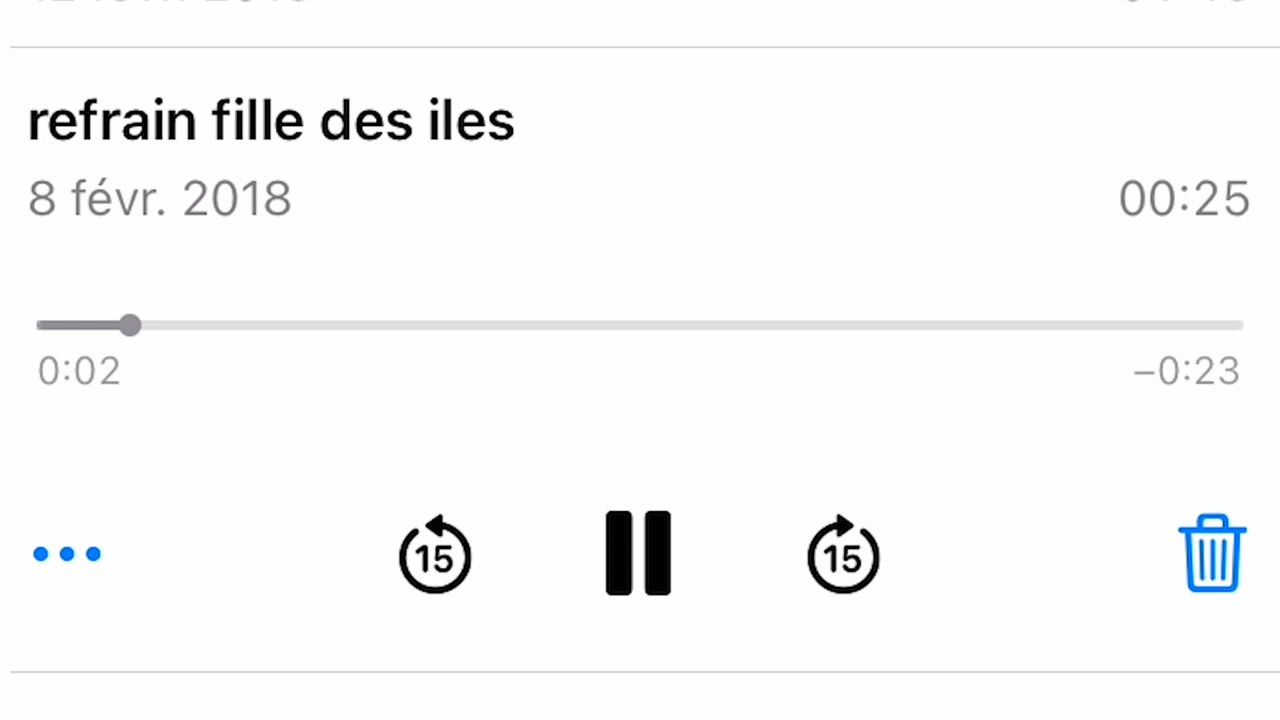 refrain fille des iles
8 févr. 2018
00:25
0:02
–0:23
15
15